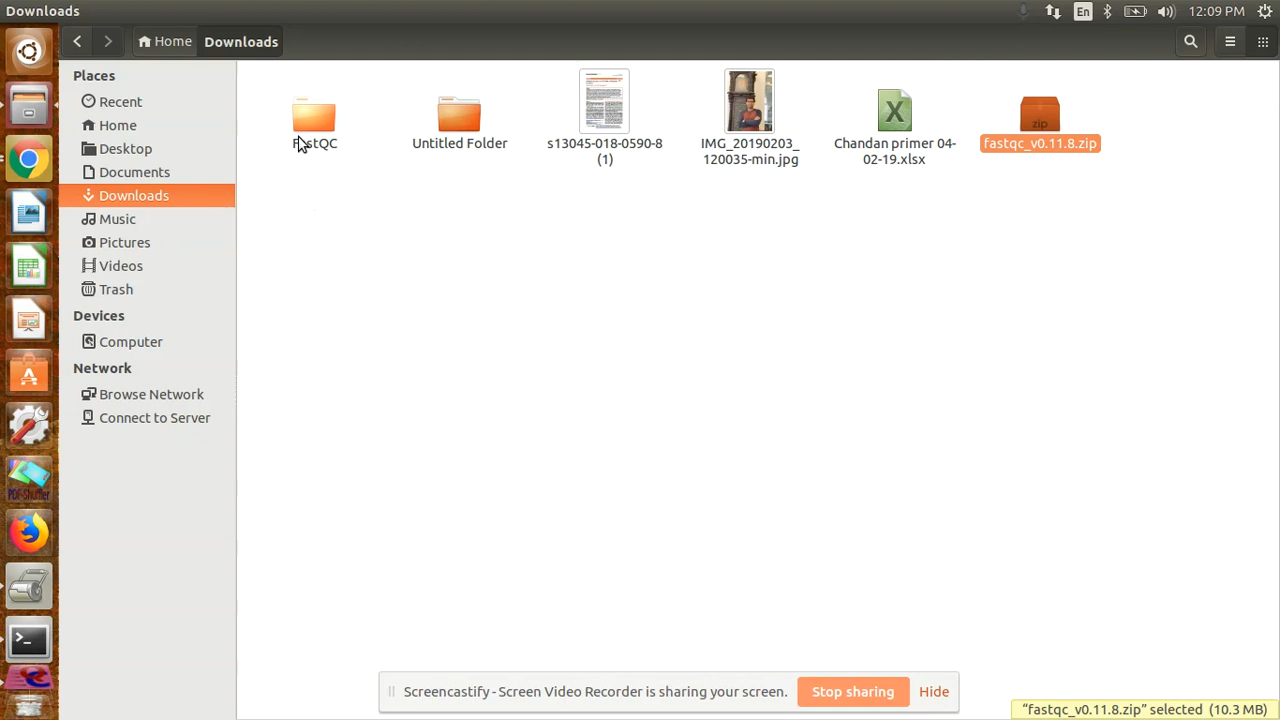 Downloads
En
12:09 PM
Home
Downloads
Places
Recent
Home
Desktop
Documents
Downloads
Music
Pictures
Videos
Trash
Devices
Computer
Network
Browse Network
Connect to Server
FastQC
Untitled Folder
s13045-018-0590-8
(1)
IMG_20190203_
120035-min.jpg
Chandan primer 04-
02-19.xlsx
zip
fastqc_v0.11.8.zip
PDF-Shuffler
Screencastify - Screen Video Recorder is sharing your screen.
Stop sharing
Hide
"fastqc_v0.11.8.zip" selected (10.3 MB)